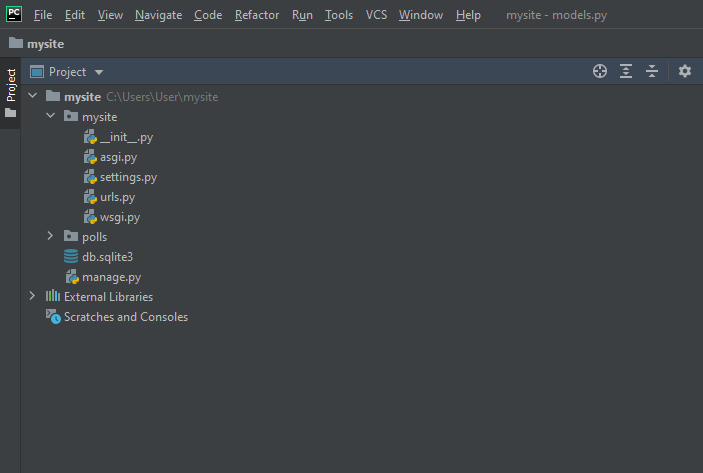 PC File Edit View Navigate Code Refactor Run Tools VCS Window Help mysite - models.py
mysite
Project
Project
mysite C:\Users\User\mysite
mysite
__init__.py
asgi.py
settings.py
urls.py
wsgi.py
polls
db.sqlite3
manage.py
External Libraries
Scratches and Consoles